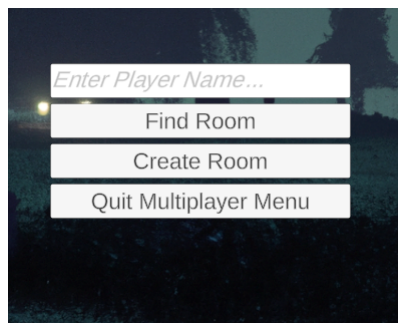 Enter Player Name...
Find Room
Create Room
Quit Multiplayer Menu